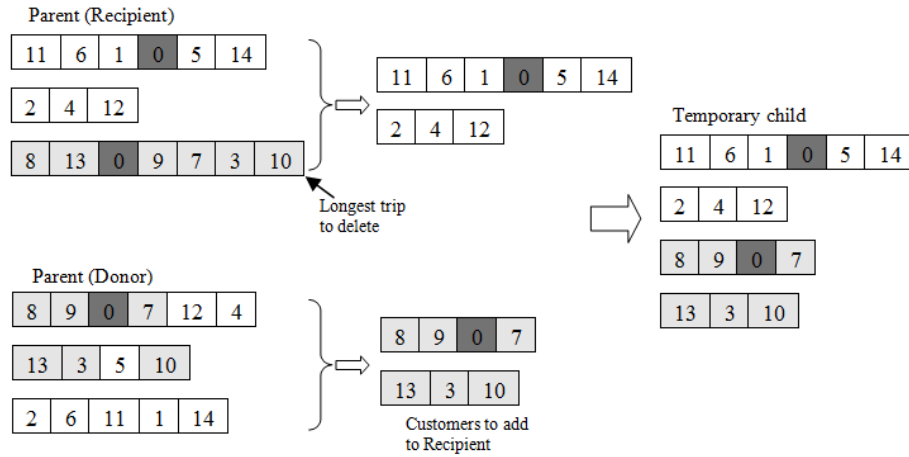 Parent (Recipient)
11 6 1 0 5 14
2 4 12
8 13 0 9 7 3 10
Longest trip
to delete
11 6 1 0 5 14
2 4 12
Parent (Donor)
8 9 0 7 12 4
13 3 5 10
2 6 11 1 14
8 9 0 7
13 3 10
Customers to add
to Recipient
Temporary child
11 6 1 0 5 14
2 4 12
8 9 0 7
13 3 10